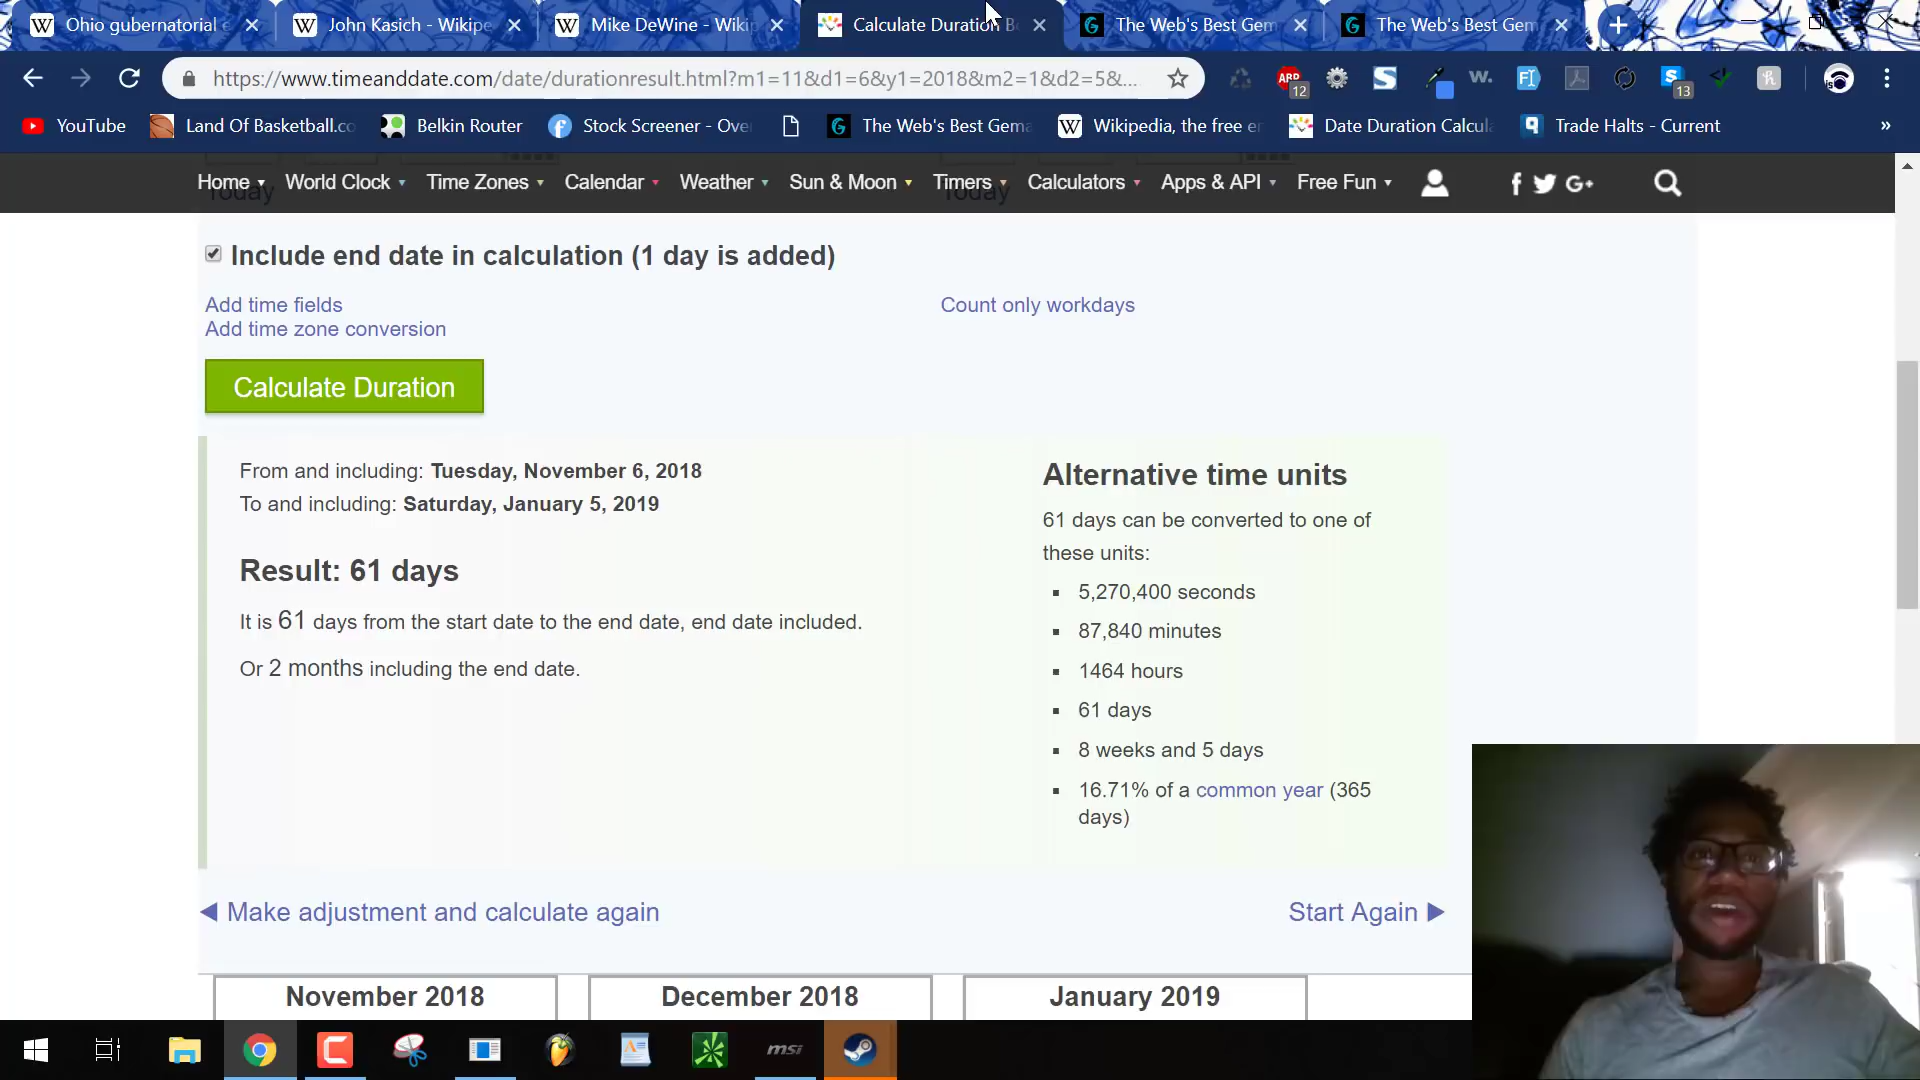 Ohio gubernatorial e
John Kasich - Wikipe
Mike DeWine - Wiki
Calculate Duration B
The Web's Best Gem
The Web's Best Gem
https://www.timeanddate.com/date/durationresult.html?m1=11&d1=6&y1=2018&m2=1&d2=5&...
ABP
12
13
YouTube
Land Of Basketball.co
Belkin Router
Stock Screener - Ove
The Web's Best Gema
Wikipedia, the free e
Date Duration Calcul
Trade Halts - Current
»
Home
World Clock
Time Zones
Calendar
Weather
Sun & Moon
Timers
Calculators
Apps & API
Free Fun
Today
Today
Include end date in calculation (1 day is added)
Add time fields
Count only workdays
Add time zone conversion
Calculate Duration
From and including: Tuesday, November 6, 2018
To and including: Saturday, January 5, 2019
Result: 61 days
It is 61 days from the start date to the end date, end date included.
Or 2 months including the end date.
Alternative time units
61 days can be converted to one of
these units:
5,270,400 seconds
87,840 minutes
1464 hours
61 days
8 weeks and 5 days
16.71% of a common year (365
days)
Make adjustment and calculate again
Start Again
November 2018
December 2018
January 2019
msi